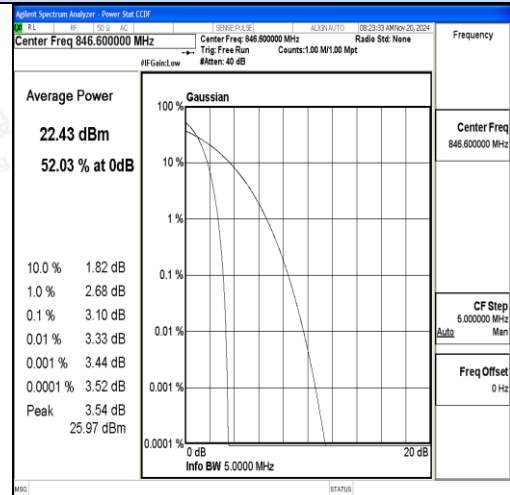 Agilent Spectrum Analyzer - Power Stat CCDF
RL RF 50 Ω AC SENSE:PULSE ALIGN AUTO 08:23:33 AM Nov 20, 2024
Center Freq 846.600000 MHz
Center Freq: 846.600000 MHz Radio Std: None
Trig: Free Run Counts:1.00 M/1.00 Mpt
#IFGain:Low #Atten: 40 dB
Frequency
Average Power
22.43 dBm
52.03 % at 0dB
10.0 % 1.82 dB
1.0 % 2.68 dB
0.1 % 3.10 dB
0.01 % 3.33 dB
0.001 % 3.44 dB
0.0001 % 3.52 dB
Peak 3.54 dB
25.97 dBm
Gaussian
100 %
10 %
1 %
0.1 %
0.01 %
0.001 %
0.0001 %
0 dB 20 dB
Info BW 5.0000 MHz
Center Freq
846.600000 MHz
CF Step
5.000000 MHz
Auto Man
Freq Offset
0 Hz
MSG STATUS